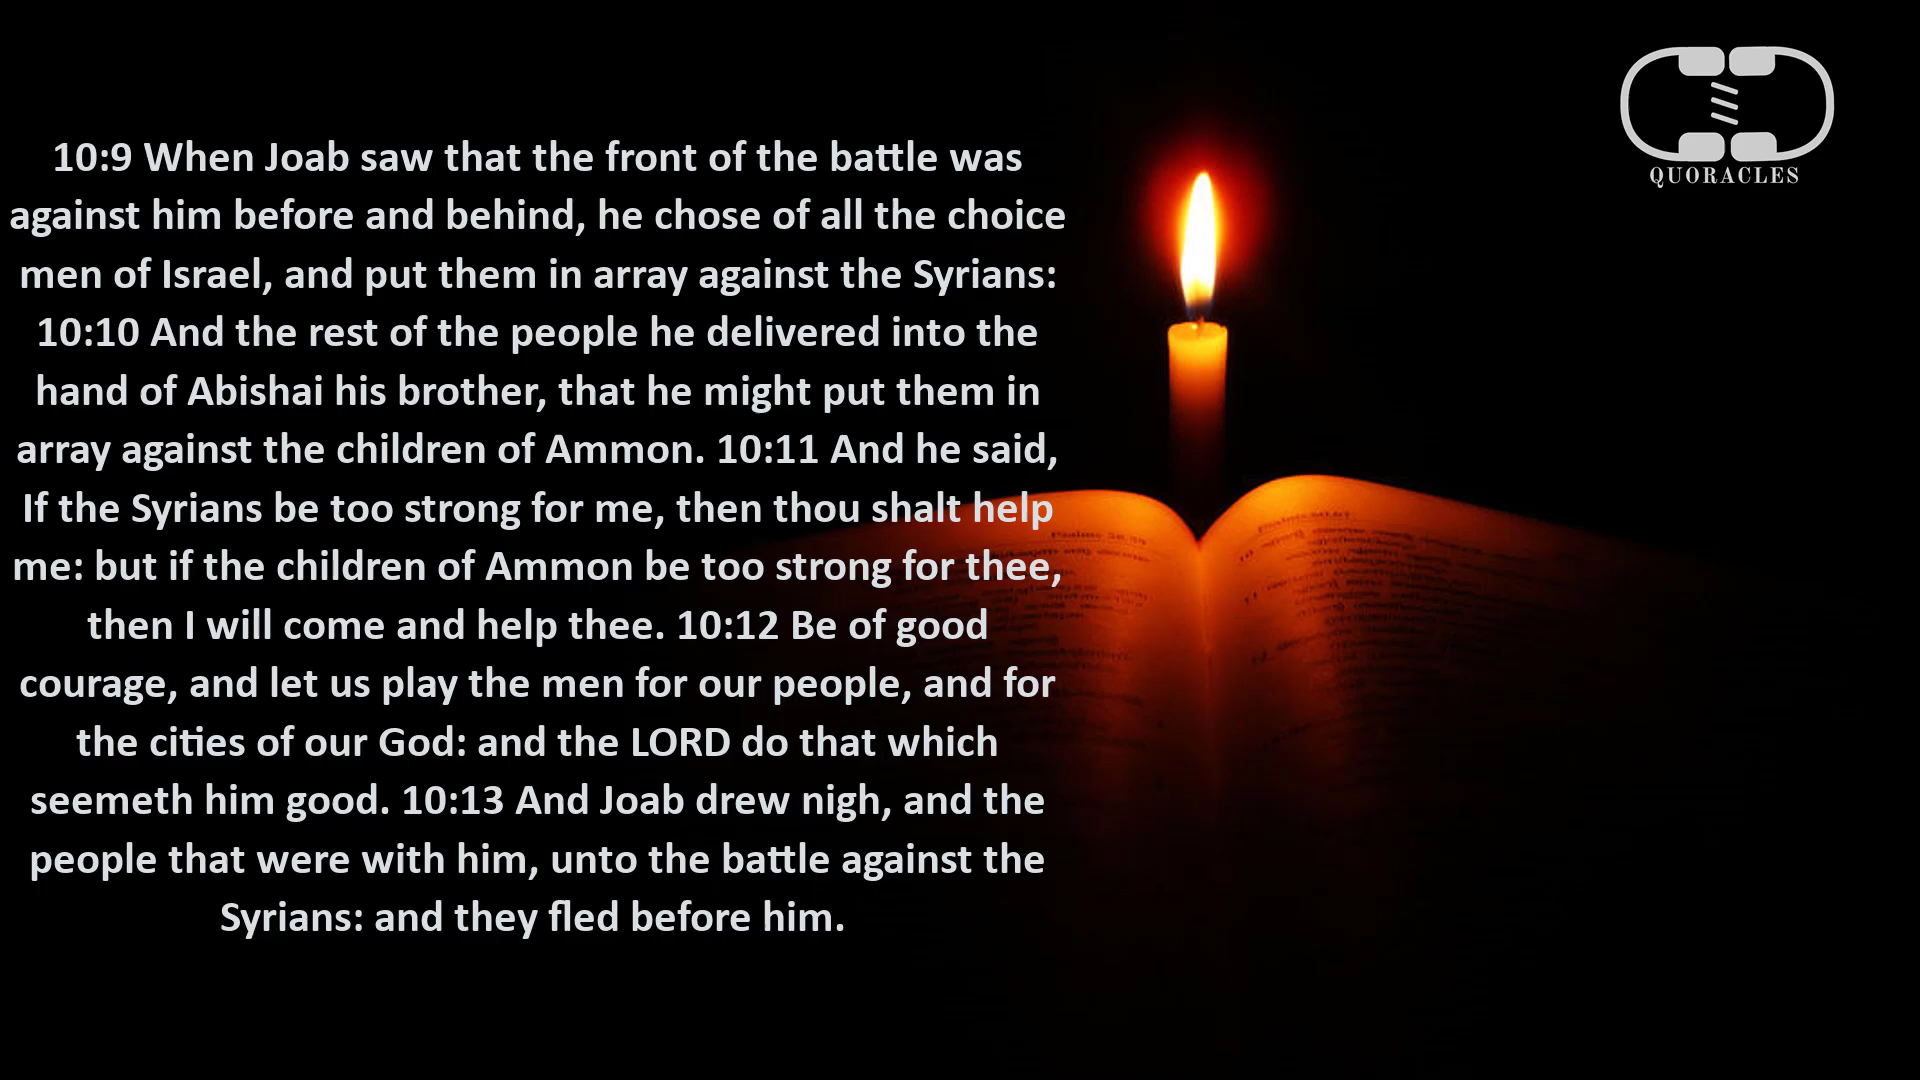 10:9 When Joab saw that the front of the battle was
against him before and behind, he chose of all the choice
men of Israel, and put them in array against the Syrians:
10:10 And the rest of the people he delivered into the
hand of Abishai his brother, that he might put them in
array against the children of Ammon. 10:11 And he said,
If the Syrians be too strong for me, then thou shalt help
me: but if the children of Ammon be too strong for thee,
then I will come and help thee. 10:12 Be of good
courage, and let us play the men for our people, and for
the cities of our God: and the LORD do that which
seemeth him good. 10:13 And Joab drew nigh, and the
people that were with him, unto the battle against the
Syrians: and they fled before him.
QUORACLES